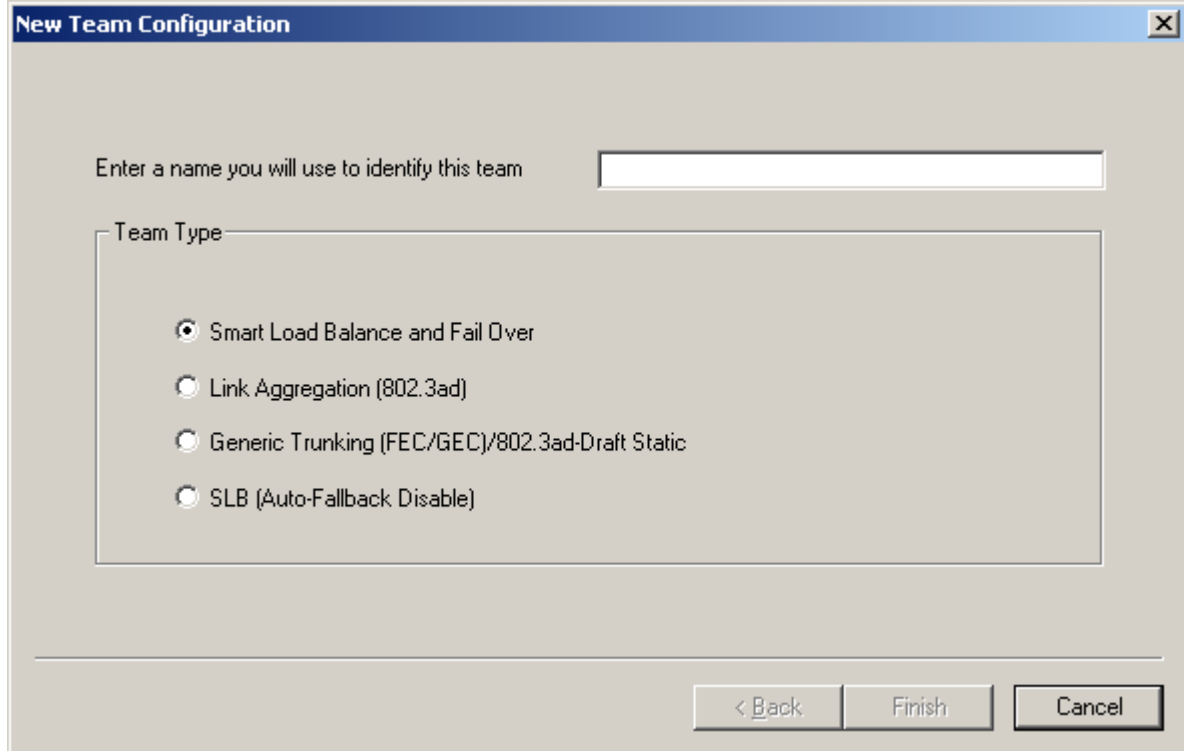 New Team Configuration
Enter a name you will use to identify this team
Team Type
Smart Load Balance and Fail Over
Link Aggregation (802.3ad)
Generic Trunking (FEC/GEC)/802.3ad-Draft Static
SLB (Auto-Fallback Disable)
< Back Finish Cancel